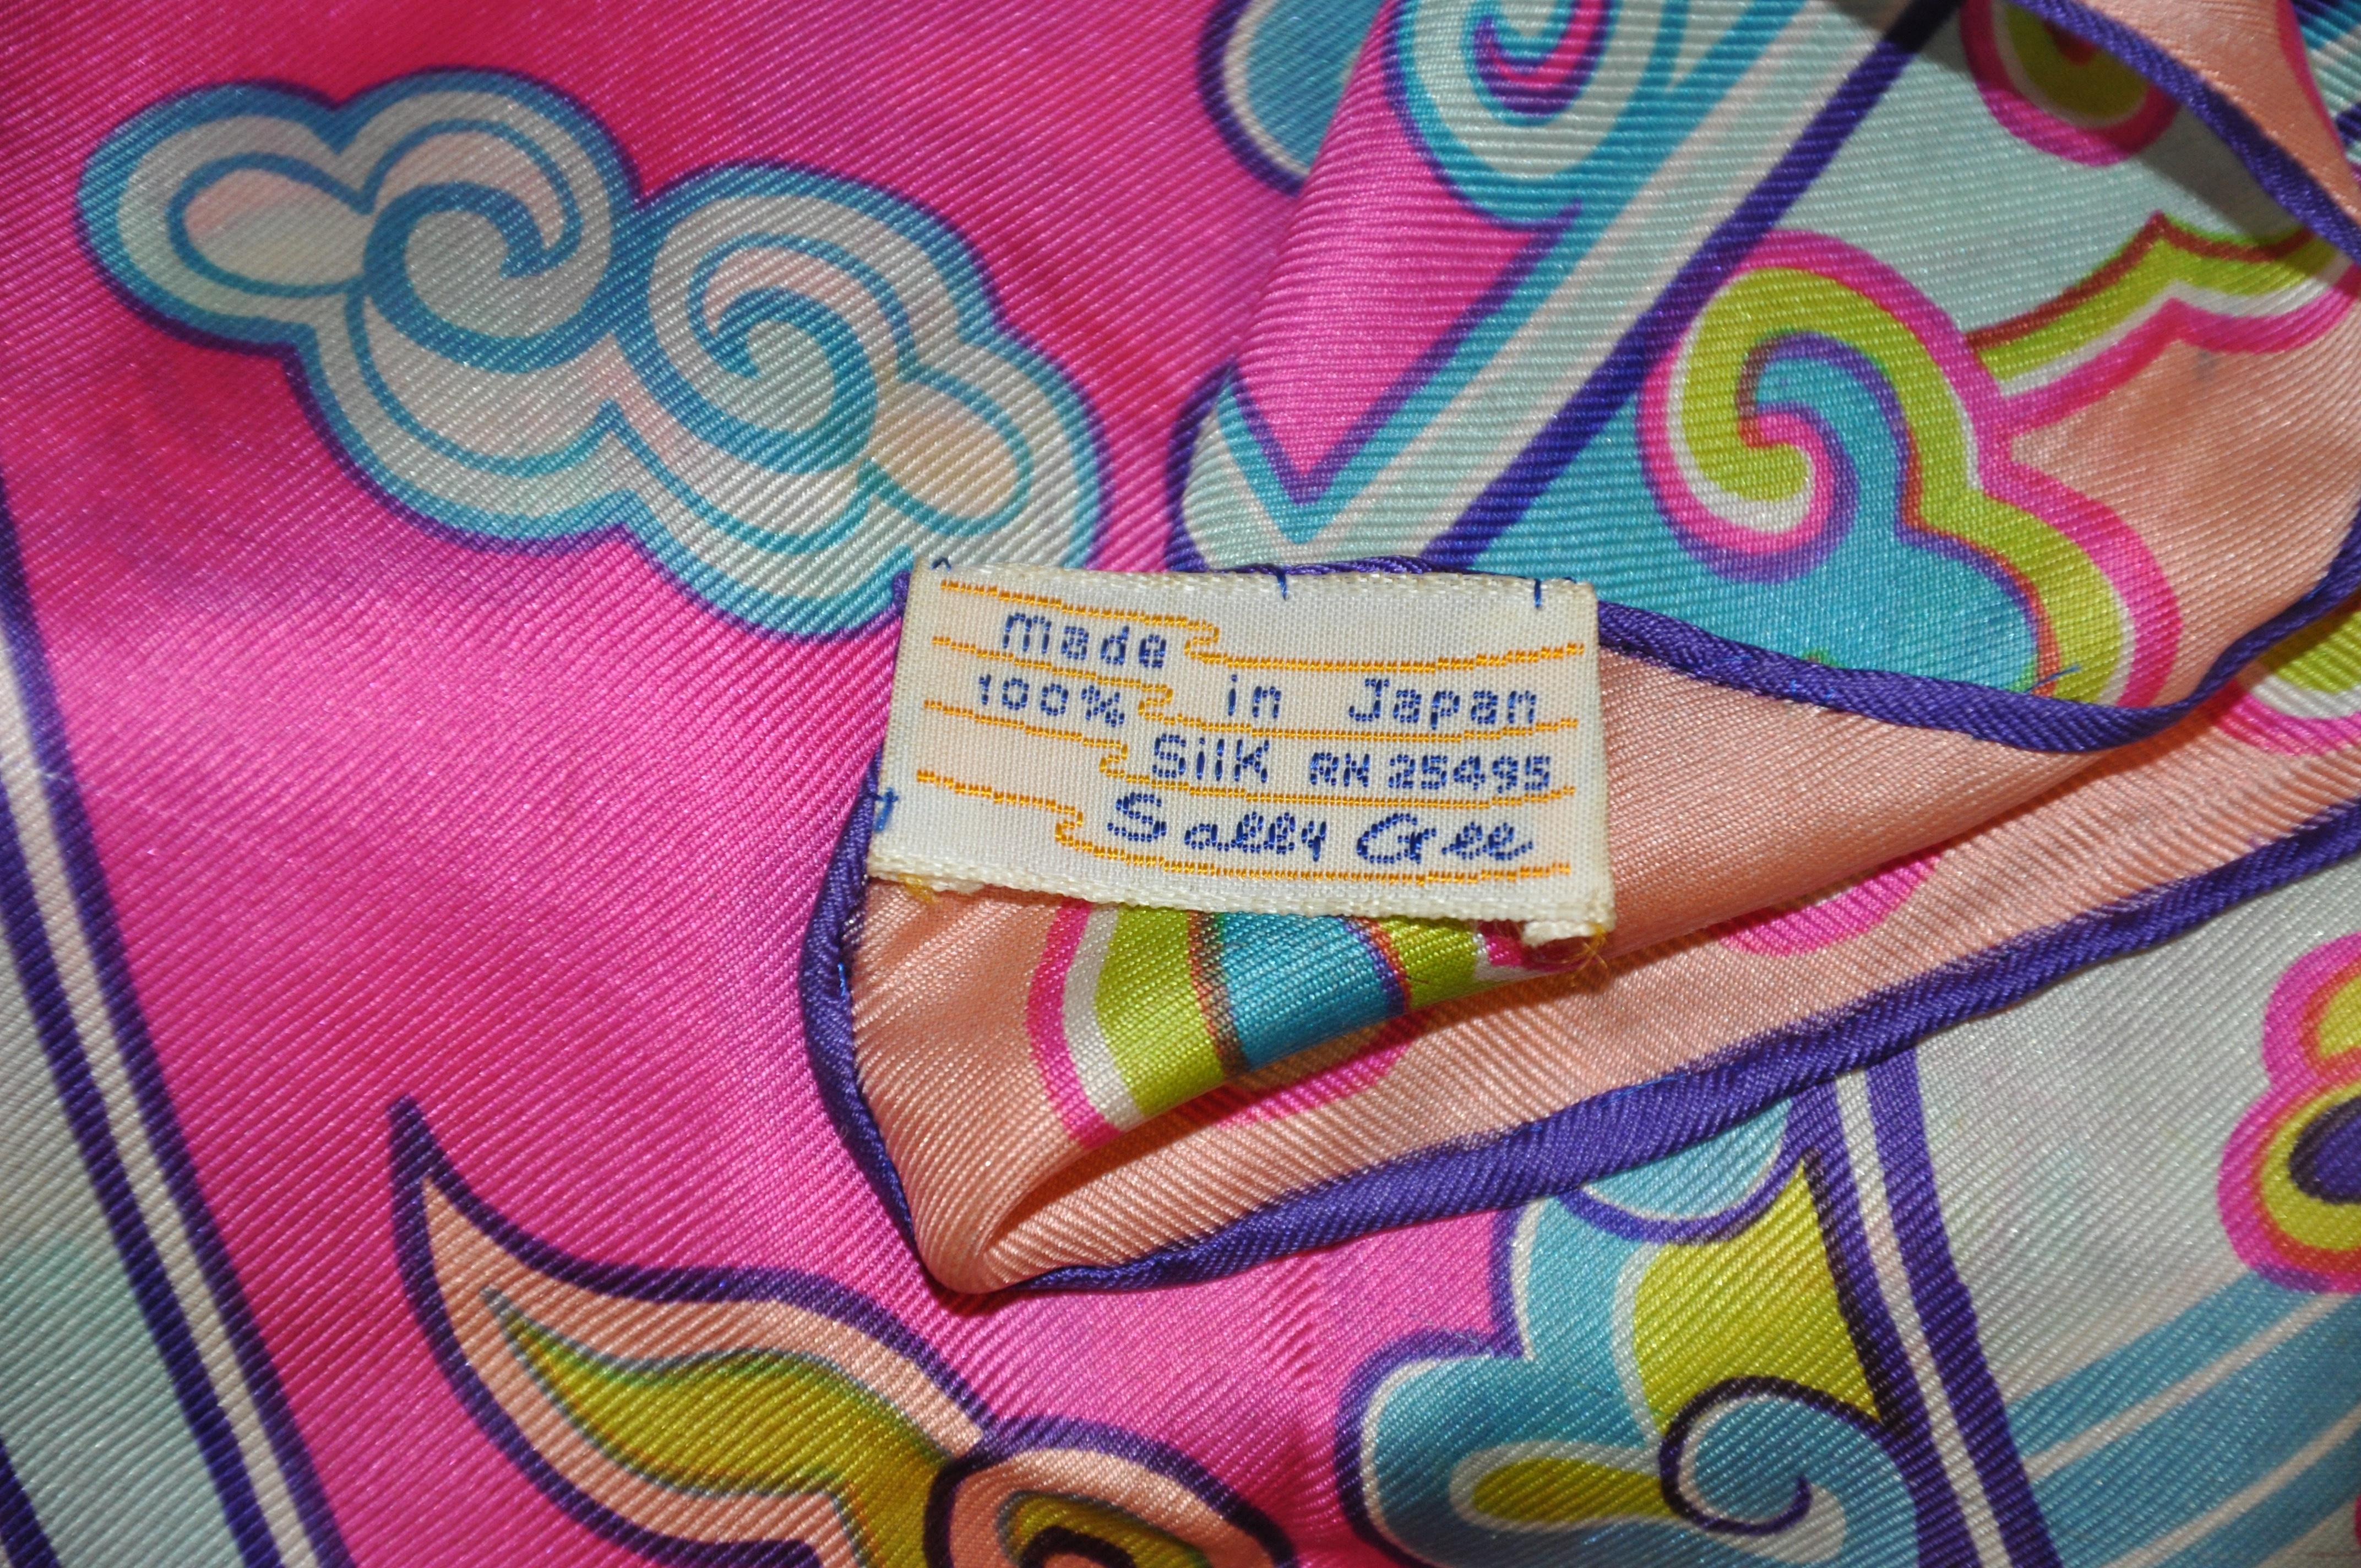 made
100% in Japan
Silk RN 25495
Sally Gee